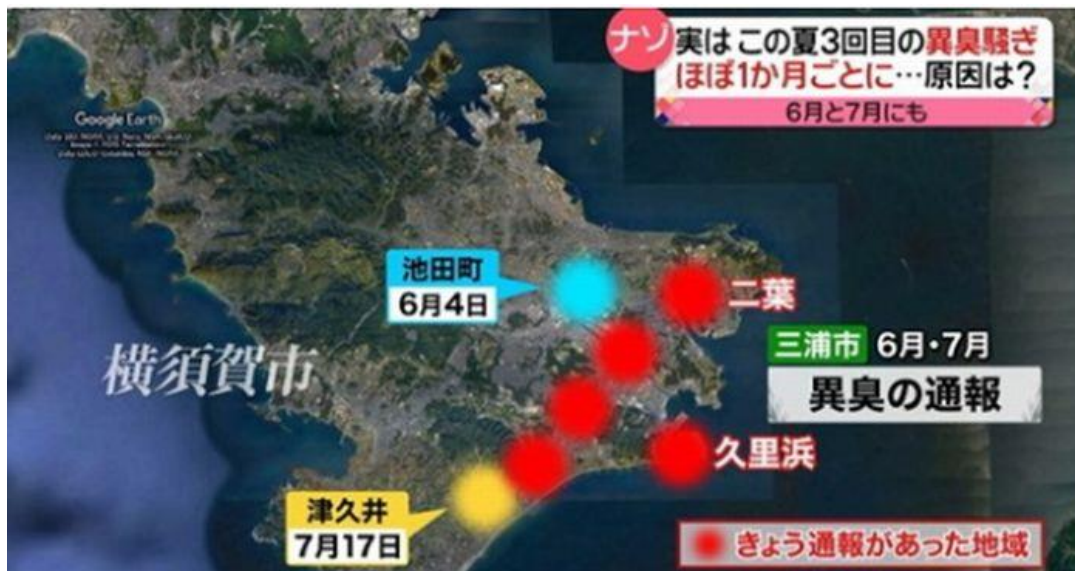 ナゾ
実は この夏3回目の異臭騒ぎ
ほぼ1か月ごとに…原因は？
6月と7月にも
Google Earth
池田町
6月4日
二葉
三浦市 6月・7月
異臭の通報
横須賀市
久里浜
津久井
7月17日
きょう通報があった地域